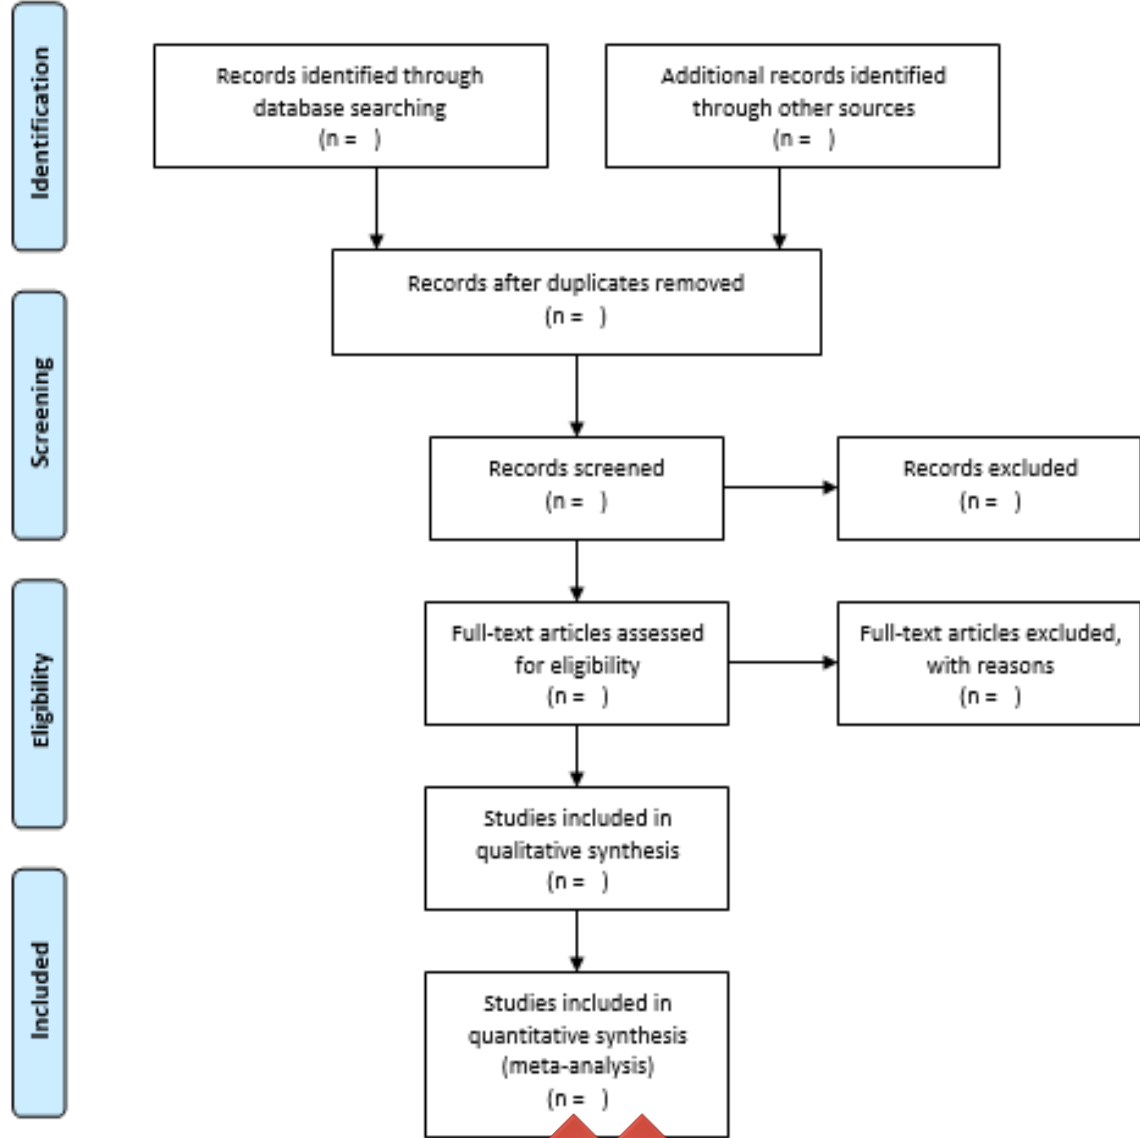 Identification
Records identified through
database searching
(n =   )
Additional records identified
through other sources
(n =   )
Records after duplicates removed
(n =   )
Screening
Records screened
(n =   )
Records excluded
(n =   )
Eligibility
Full-text articles assessed
for eligibility
(n =   )
Full-text articles excluded,
with reasons
(n =   )
Studies included in
qualitative synthesis
(n =   )
Included
Studies included in
quantitative synthesis
(meta-analysis)
(n =   )